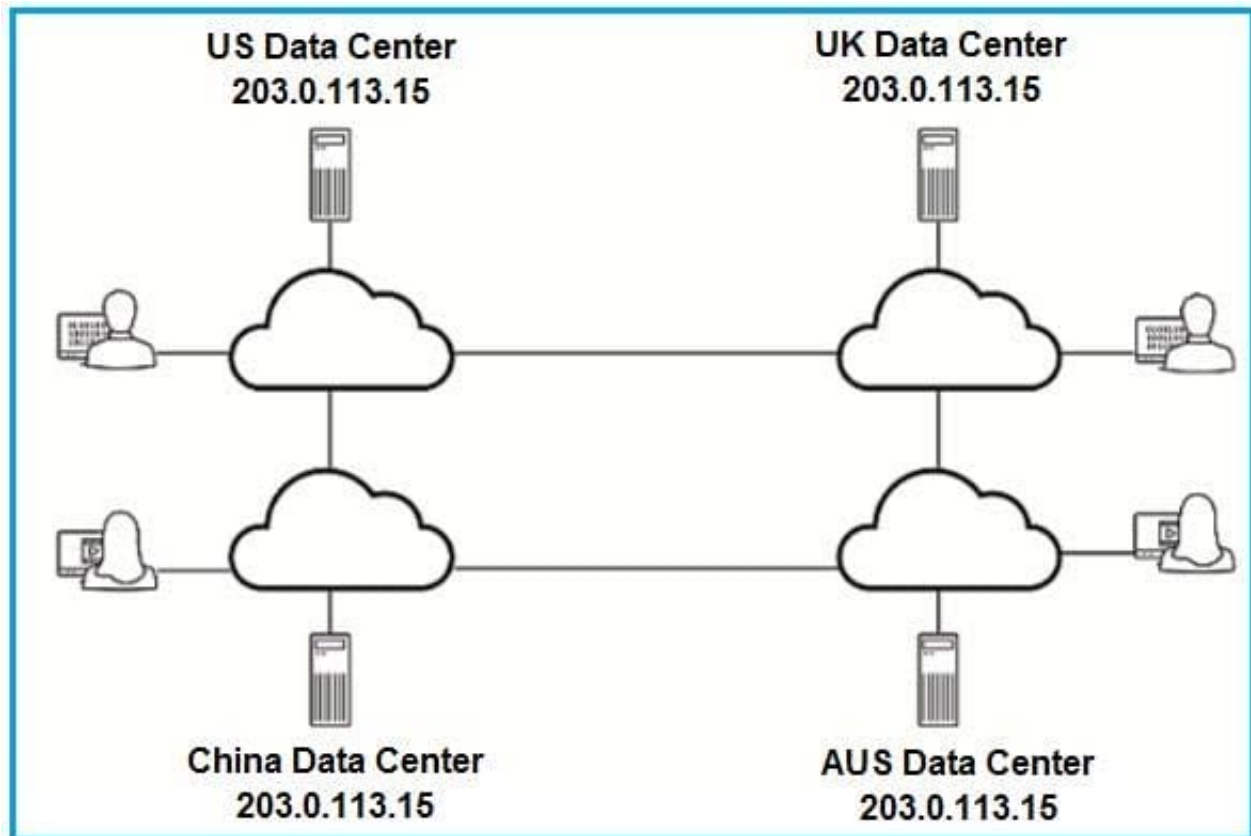 US Data Center
203.0.113.15
UK Data Center
203.0.113.15
China Data Center
203.0.113.15
AUS Data Center
203.0.113.15